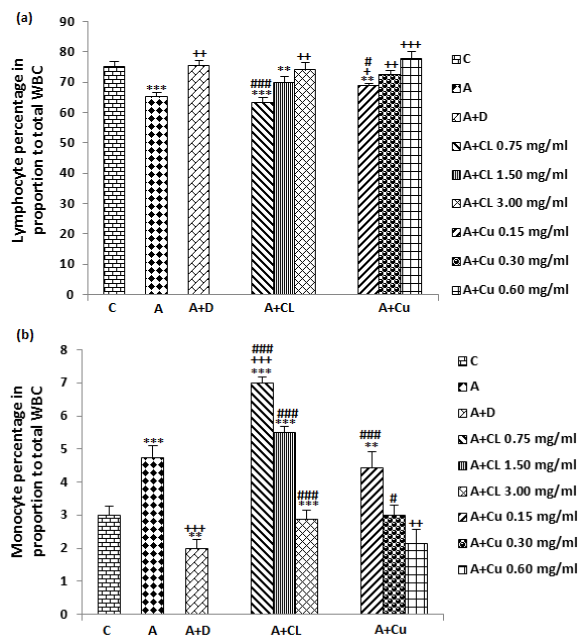 (a)
Lymphocyte percentage in
proportion to total WBC
90
80
70
60
50
40
30
20
10
0
***
++
###
***
**
++
#
+
**
++
+++
C
A
A+D
A+CL
A+Cu
C
A
A+D
A+CL 0.75 mg/ml
A+CL 1.50 mg/ml
A+CL 3.00 mg/ml
A+Cu 0.15 mg/ml
A+Cu 0.30 mg/ml
A+Cu 0.60 mg/ml
(b)
Monocyte percentage in
proportion to total WBC
8
7
6
5
4
3
2
1
0
***
+++
**
###
+++
***
###
***
###
***
###
**
#
++
C
A
A+D
A+CL
A+Cu
C
A
A+D
A+CL 0.75 mg/ml
A+CL 1.50 mg/ml
A+CL 3.00 mg/ml
A+Cu 0.15 mg/ml
A+Cu 0.30 mg/ml
A+Cu 0.60 mg/ml